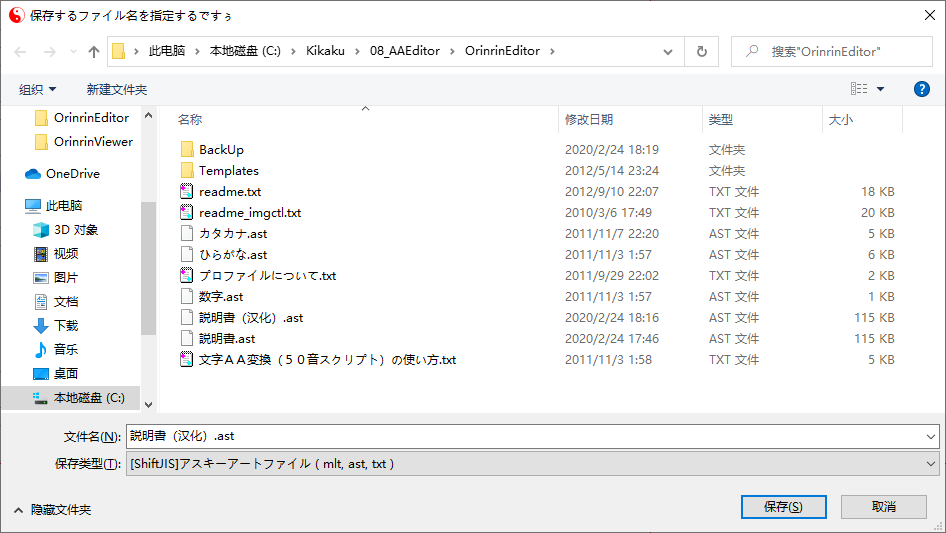 保存するファイル名を指定するですぅ
此电脑 › 本地磁盘 (C:) › Kikaku › 08_AAEditor › OrinrinEditor ›
搜索"OrinrinEditor"
组织 新建文件夹
OrinrinEditor
OrinrinViewer
OneDrive
此电脑
3D 对象
视频
图片
文档
下载
音乐
桌面
本地磁盘 (C:)
名称 修改日期 类型 大小
BackUp 2020/2/24 18:19 文件夹
Templates 2012/5/14 23:24 文件夹
readme.txt 2012/9/10 22:07 TXT 文件 18 KB
readme_imgctl.txt 2010/3/6 17:49 TXT 文件 20 KB
カタカナ.ast 2011/11/7 22:20 AST 文件 5 KB
ひらがな.ast 2011/11/3 1:57 AST 文件 6 KB
プロファイルについて.txt 2011/9/29 22:02 TXT 文件 2 KB
数字.ast 2011/11/3 1:57 AST 文件 1 KB
説明書（汉化）.ast 2020/2/24 18:16 AST 文件 115 KB
説明書.ast 2020/2/24 17:46 AST 文件 115 KB
文字ＡＡ変換（５０音スクリプト）の使い方.txt 2011/11/3 1:58 TXT 文件 5 KB
文件名(N): 説明書（汉化）.ast
保存类型(T): [ShiftJIS]アスキーアートファイル ( mlt, ast, txt )
隐藏文件夹
保存(S) 取消